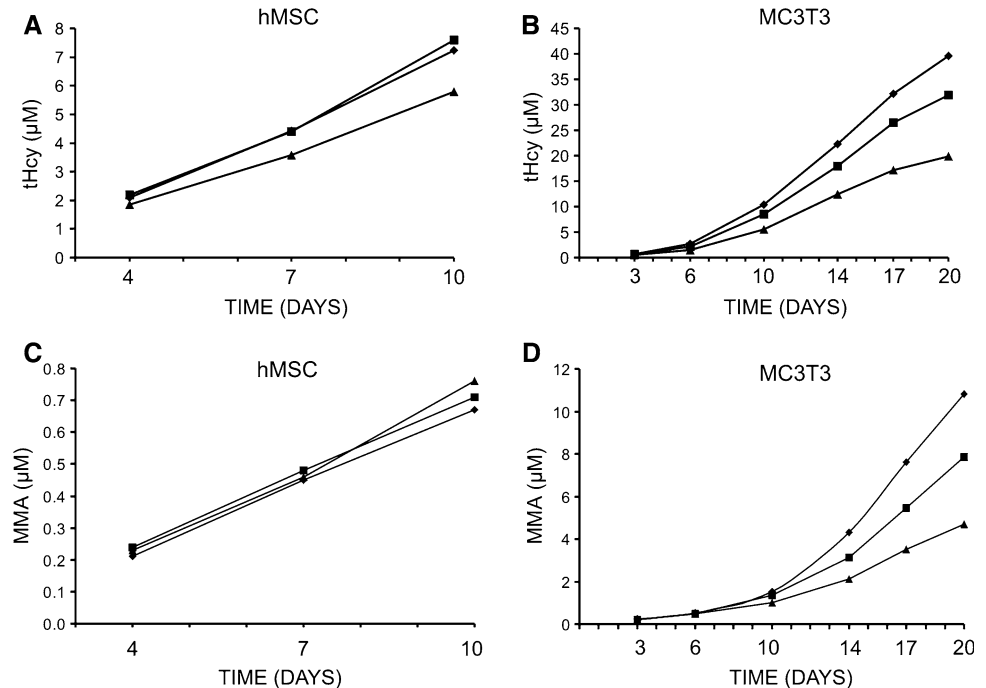 A
hMSC
8
7
6
5
4
3
2
1
0
tHcy (µM)
4 7 10
TIME (DAYS)
B
MC3T3
45
40
35
30
25
20
15
10
5
0
tHcy (µM)
3 6 10 14 17 20
TIME (DAYS)
C
hMSC
0.8
0.7
0.6
0.5
0.4
0.3
0.2
0.1
0.0
MMA (µM)
4 7 10
TIME (DAYS)
D
MC3T3
12
10
8
6
4
2
0
MMA (µM)
3 6 10 14 17 20
TIME (DAYS)